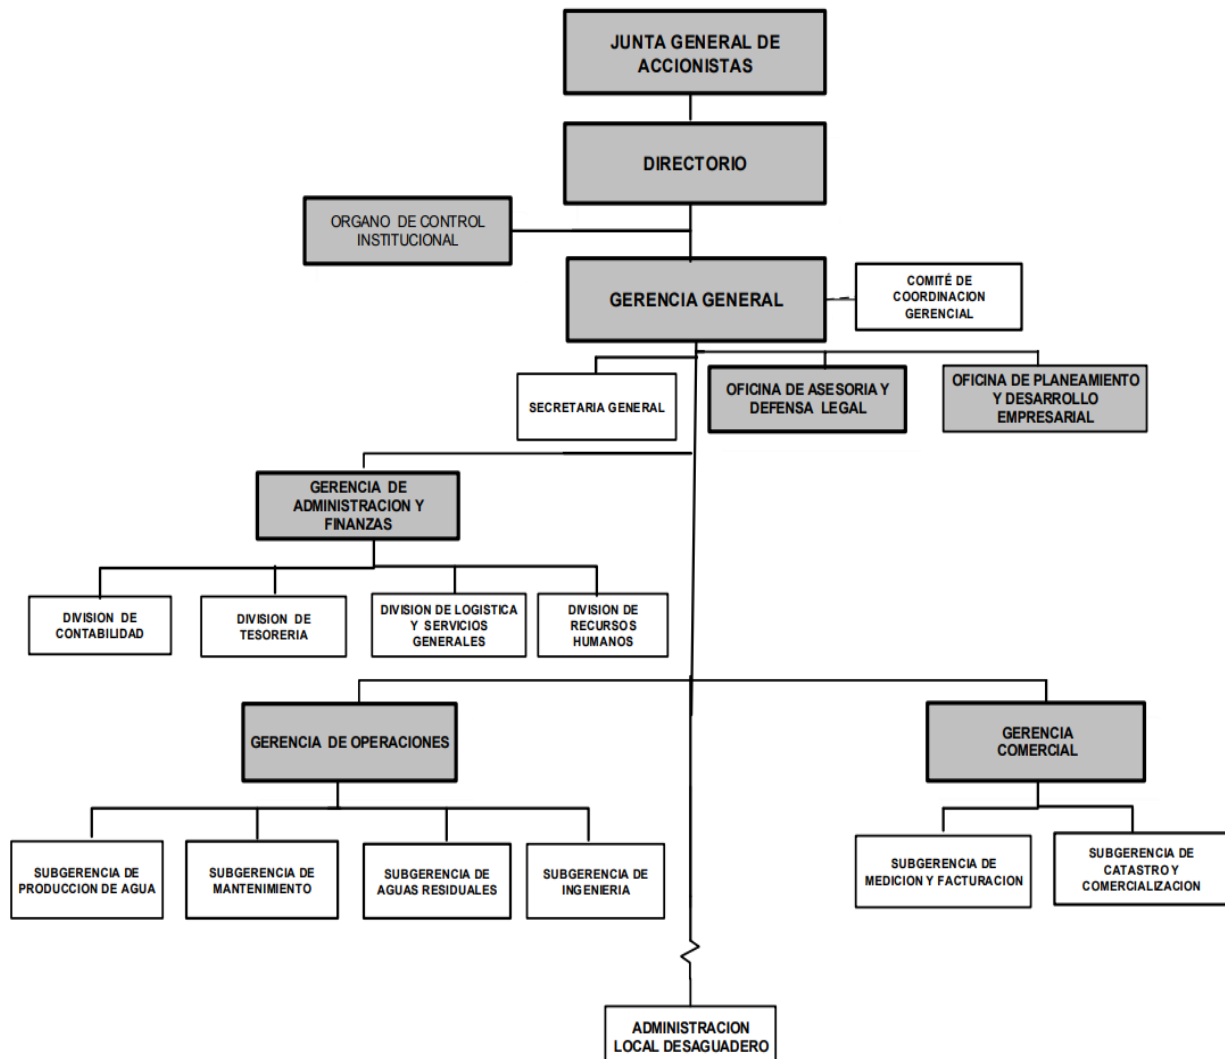 JUNTA GENERAL DE
ACCIONISTAS
DIRECTORIO
ORGANO DE CONTROL
INSTITUCIONAL
GERENCIA GENERAL
COMITÉ DE
COORDINACION
GERENCIAL
SECRETARIA GENERAL
OFICINA DE ASESORIA Y
DEFENSA LEGAL
OFICINA DE PLANEAMIENTO
Y DESARROLLO
EMPRESARIAL
GERENCIA DE
ADMINISTRACION Y
FINANZAS
DIVISION DE
CONTABILIDAD
DIVISION DE
TESORERIA
DIVISION DE LOGISTICA
Y SERVICIOS
GENERALES
DIVISION DE
RECURSOS
HUMANOS
GERENCIA DE OPERACIONES
GERENCIA
COMERCIAL
SUBGERENCIA DE
PRODUCCION DE AGUA
SUBGERENCIA DE
MANTENIMIENTO
SUBGERENCIA DE
AGUAS RESIDUALES
SUBGERENCIA DE
INGENIERIA
SUBGERENCIA DE
MEDICION Y FACTURACION
SUBGERENCIA DE
CATASTRO Y
COMERCIALIZACION
ADMINISTRACION
LOCAL DESAGUADERO